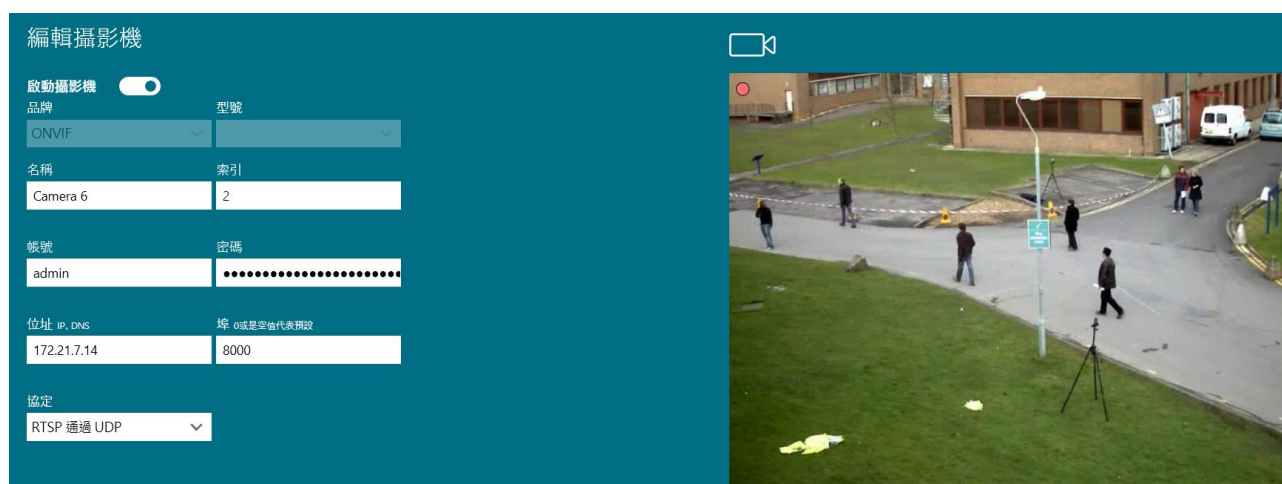 編輯攝影機
啟動攝影機
品牌 型號
ONVIF
名稱 索引
Camera 6 2
帳號 密碼
admin ●●●●●●●●●●●●●●●●●●●●●●●
位址 IP、DNS 埠 0或是空值代表預設
172.21.7.14 8000
協定
RTSP 通過 UDP